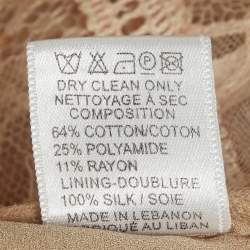 DRY CLEAN ONLY
NETTOYAGE À SEC
COMPOSITION
64% COTTON/COTON
25% POLYAMIDE
11% RAYON
LINING-DOUBLURE
100% SILK / SOIE
MADE IN LEBANON
FABRIQUÉ AU LIBAN